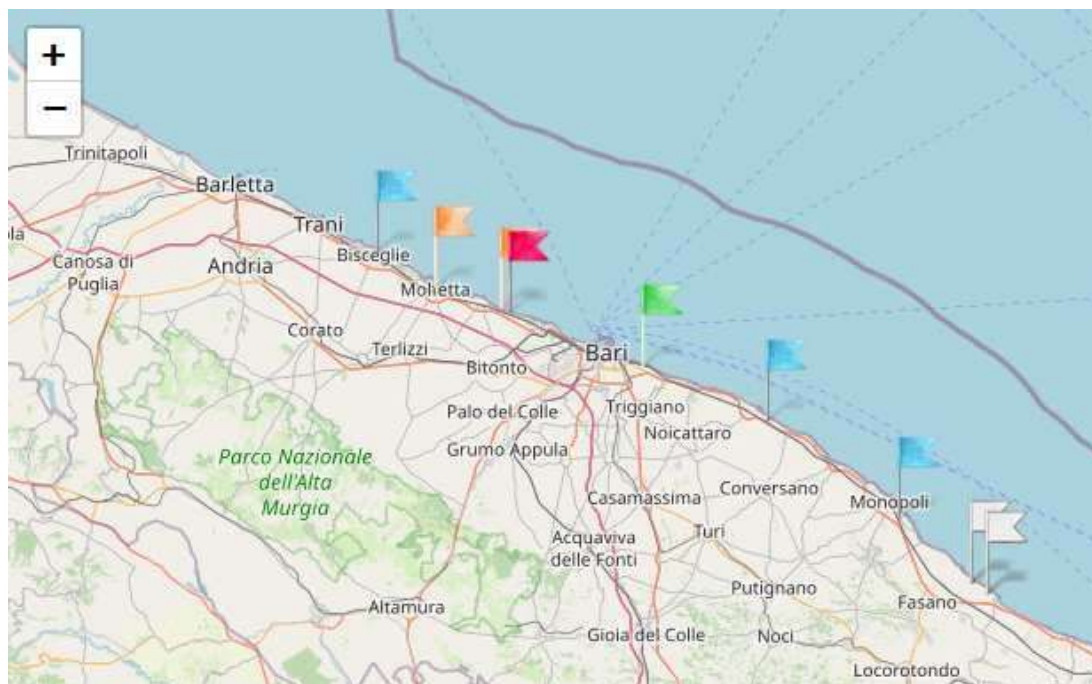 +
−
Trinitapoli
Barletta
Trani
Canosa di
Puglia
Andria
Bisceglie
Molfetta
Corato
Terlizzi
Bitonto
Bari
Palo del Colle
Triggiano
Grumo Appula
Noicattaro
Parco Nazionale
dell'Alta
Murgia
Casamassima
Conversano
Monopoli
Acquaviva
delle Fonti
Turi
Putignano
Fasano
Altamura
Gioia del Colle
Noci
Locorotondo